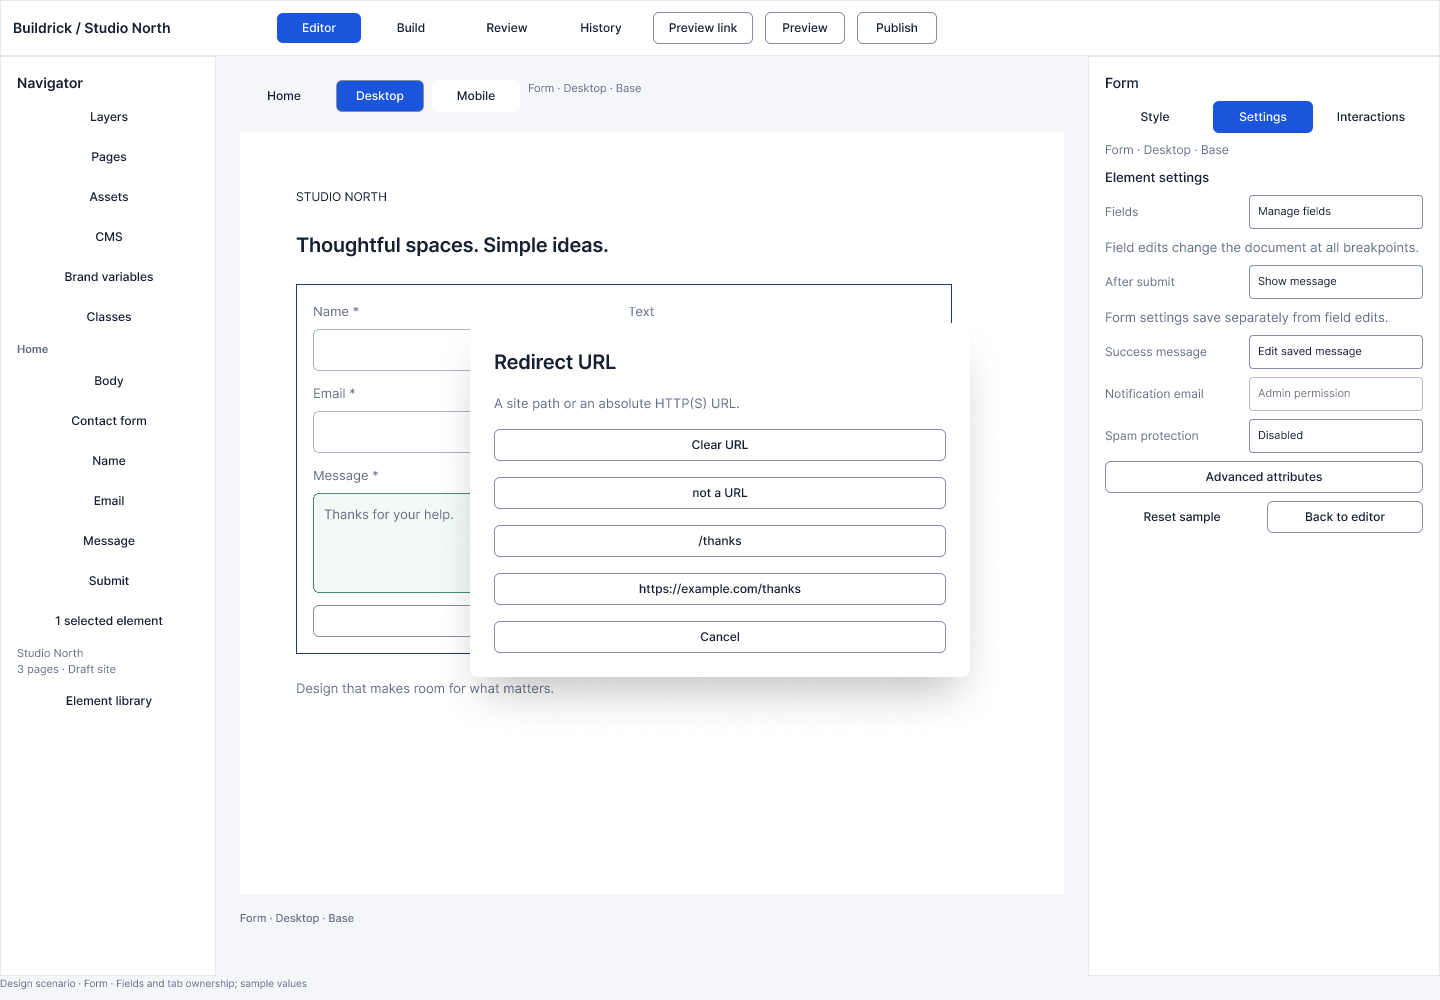 Buildrick / Studio North
Editor
Build
Review
History
Preview link
Preview
Publish
Navigator
Layers
Pages
Assets
CMS
Brand variables
Classes
Home
Body
Contact form
Name
Email
Message
Submit
1 selected element
Studio North
3 pages · Draft site
Element library
Home
Desktop
Mobile
Form · Desktop · Base
STUDIO NORTH
Thoughtful spaces. Simple ideas.
Name *
Text
Email *
Message *
Thanks for your help.
Design that makes room for what matters.
Redirect URL
A site path or an absolute HTTP(S) URL.
Clear URL
not a URL
/thanks
https://example.com/thanks
Cancel
Form · Desktop · Base
Form
Style
Settings
Interactions
Form · Desktop · Base
Element settings
Fields
Manage fields
Field edits change the document at all breakpoints.
After submit
Show message
Form settings save separately from field edits.
Success message
Edit saved message
Notification email
Admin permission
Spam protection
Disabled
Advanced attributes
Reset sample
Back to editor
Design scenario · Form · Fields and tab ownership; sample values